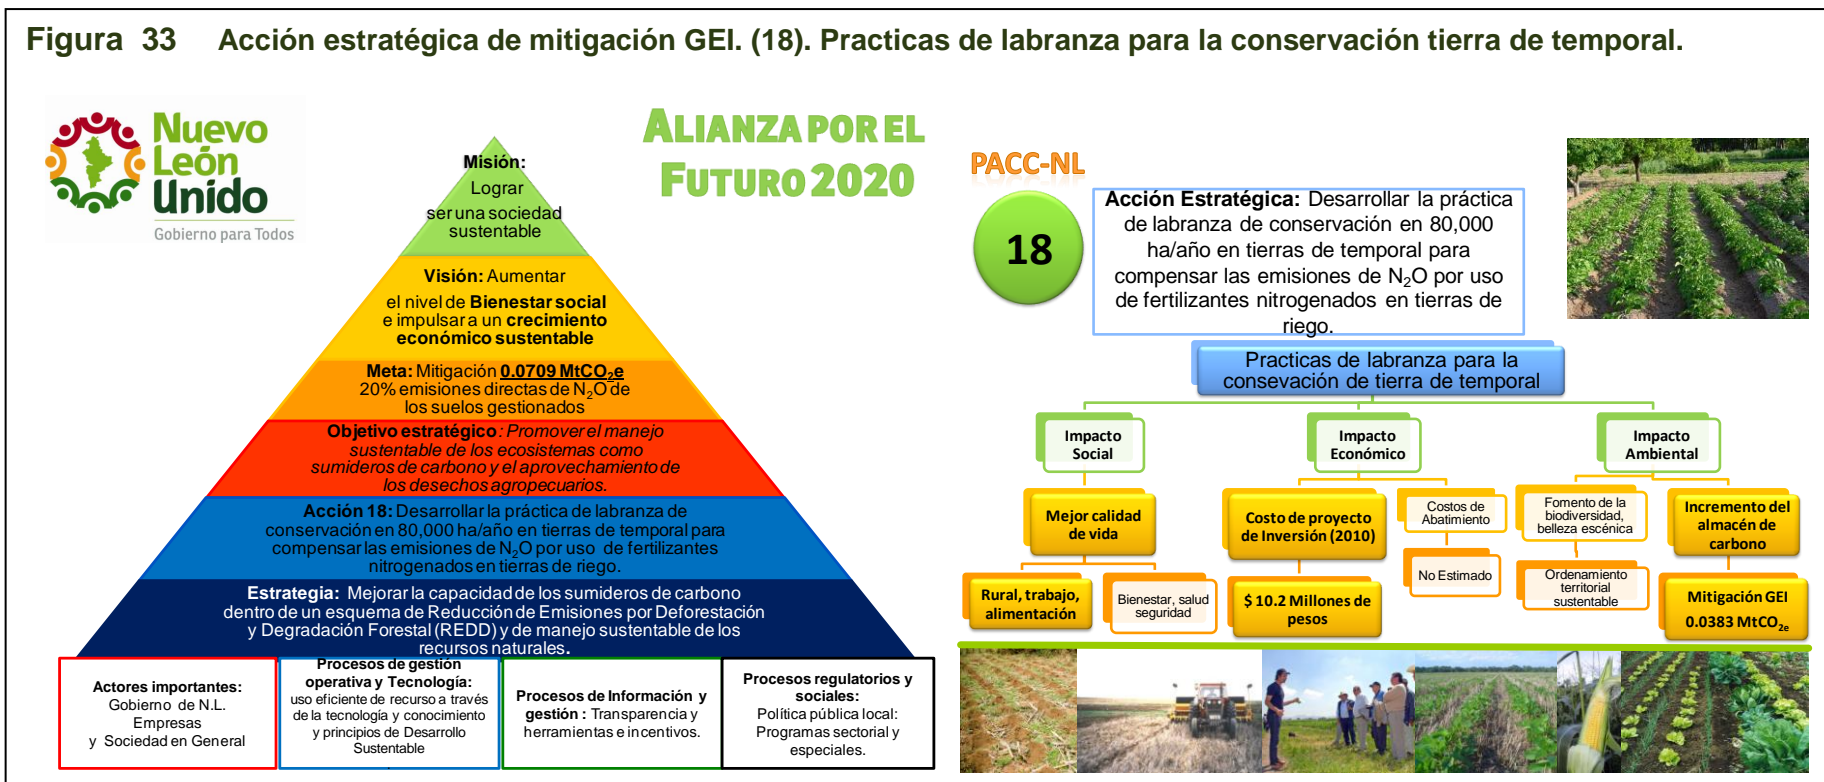 Figura 33 Acción estratégica de mitigación GEI. (18). Practicas de labranza para la conservación tierra de temporal.
Nuevo
León
Unido
Gobierno para Todos
ALIANZA POR EL
FUTURO 2020
Misión:
Lograr
ser una sociedad
sustentable
Visión: Aumentar
el nivel de Bienestar social
e impulsar a un crecimiento
económico sustentable
Meta: Mitigación 0.0709 MtCO2e
20% emisiones directas de N2O de
los suelos gestionados
Objetivo estratégico: Promover el manejo
sustentable de los ecosistemas como
sumideros de carbono y el aprovechamiento de
los desechos agropecuarios.
Acción 18: Desarrollar la práctica de labranza de
conservación en 80,000 ha/año en tierras de temporal para
compensar las emisiones de N2O por uso de fertilizantes
nitrogenados en tierras de riego.
Estrategia: Mejorar la capacidad de los sumideros de carbono
dentro de un esquema de Reducción de Emisiones por Deforestación
y Degradación Forestal (REDD) y de manejo sustentable de los
recursos naturales.
Actores importantes:
Gobierno de N.L.
Empresas
y Sociedad en General
Procesos de gestión
operativa y Tecnología:
uso eficiente de recurso a través
de la tecnología y conocimiento
y principios de Desarrollo
Sustentable
Procesos de Información y
gestión : Transparencia y
herramientas e incentivos.
Procesos regulatorios y
sociales:
Política pública local:
Programas sectorial y
especiales.
PACC-NL
18
Acción Estratégica: Desarrollar la práctica
de labranza de conservación en 80,000
ha/año en tierras de temporal para
compensar las emisiones de N2O por uso
de fertilizantes nitrogenados en tierras de
riego.
Practicas de labranza para la
consevación de tierra de temporal
Impacto
Social
Impacto
Económico
Impacto
Ambiental
Mejor calidad
de vida
Costo de proyecto
de Inversión (2010)
Costos de
Abatimiento
Fomento de la
biodiversidad,
belleza escénica
Incremento del
almacén de
carbono
Rural, trabajo,
alimentación
Bienestar, salud
seguridad
$ 10.2 Millones de
pesos
No Estimado
Ordenamiento
territorial
sustentable
Mitigación GEI
0.0383 MtCO2e